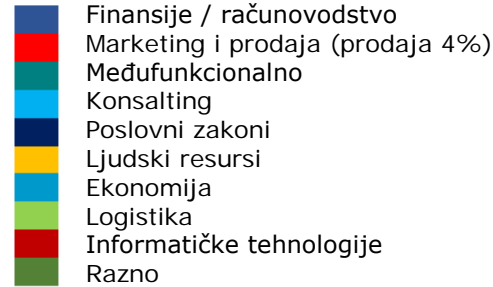 Finansije / računovodstvo
Marketing i prodaja (prodaja 4%)
Međufunkcionalno
Konsalting
Poslovni zakoni
Ljudski resursi
Ekonomija
Logistika
Informatičke tehnologije
Razno